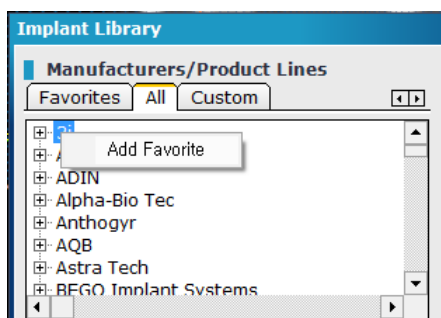 Implant Library
Manufacturers/Product Lines
Favorites All Custom
3i
Add Favorite
ADIN
Alpha-Bio Tec
Anthogyr
AQB
Astra Tech
BEGO Implant Systems